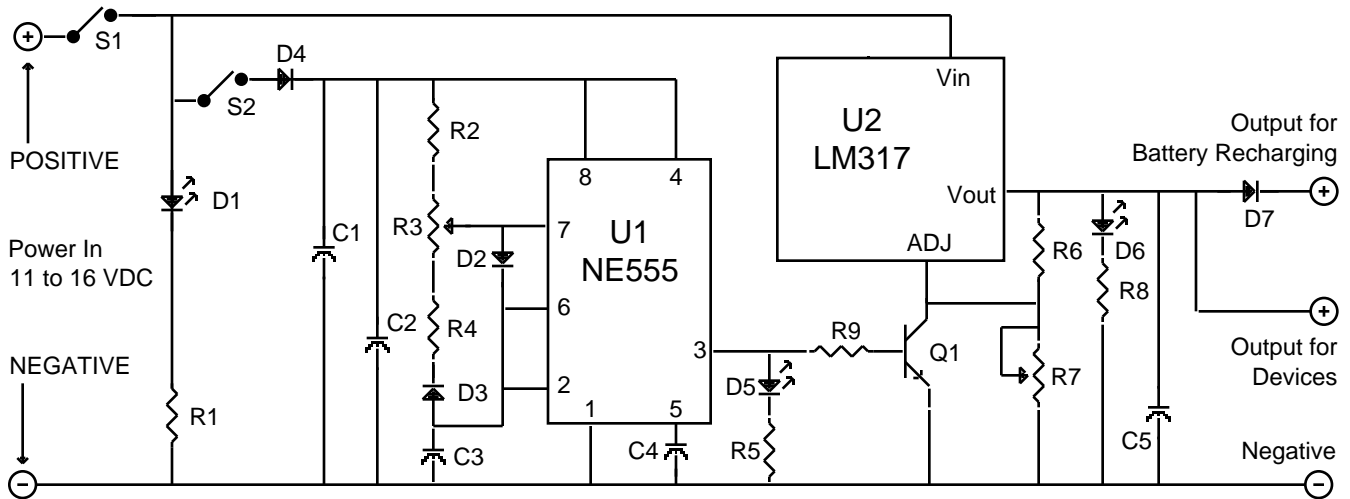 S1
D4
S2
R2
POSITIVE
D1
Power In
11 to 16 VDC
NEGATIVE
R1
C1
C2
R3
D2
R4
D3
C3
8
4
7
U1
NE555
6
2
3
1
5
C4
D5
R5
R9
Q1
Vin
U2
LM317
Vout
ADJ
R6
R7
D6
R8
C5
D7
Output for
Battery Recharging
+
+
Output for
Devices
Negative
+
−
−